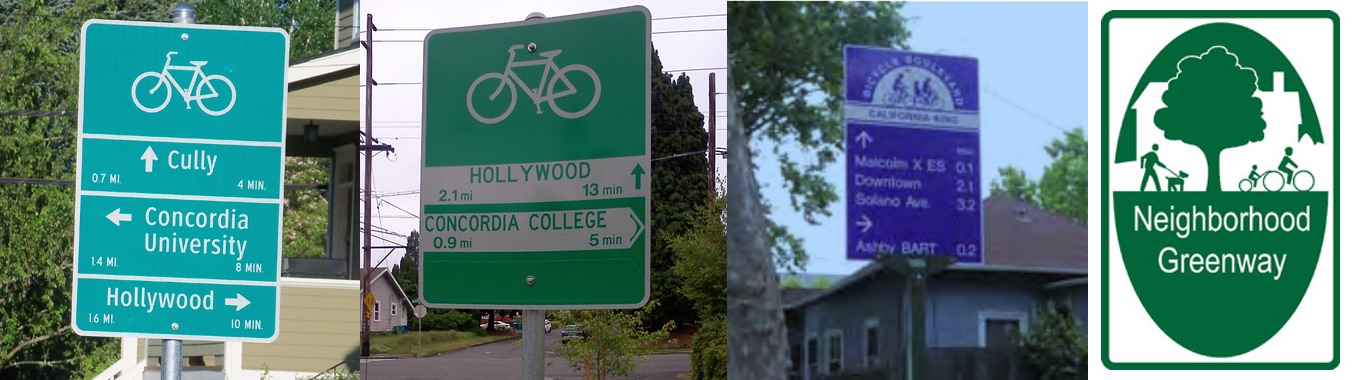 Cully
0.7 MI. 4 MIN.
Concordia
University
1.4 MI. 8 MIN.
Hollywood
1.6 MI. 10 MIN.
HOLLYWOOD
2.1 mi 13 min
CONCORDIA COLLEGE
0.9 mi 5 min
BICYCLE BOULEVARD
CALIFORNIA-KING
Malcolm X ES 0.1
Downtown 2.1
Solano Ave. 3.2
Ashby BART 0.2
Neighborhood
Greenway